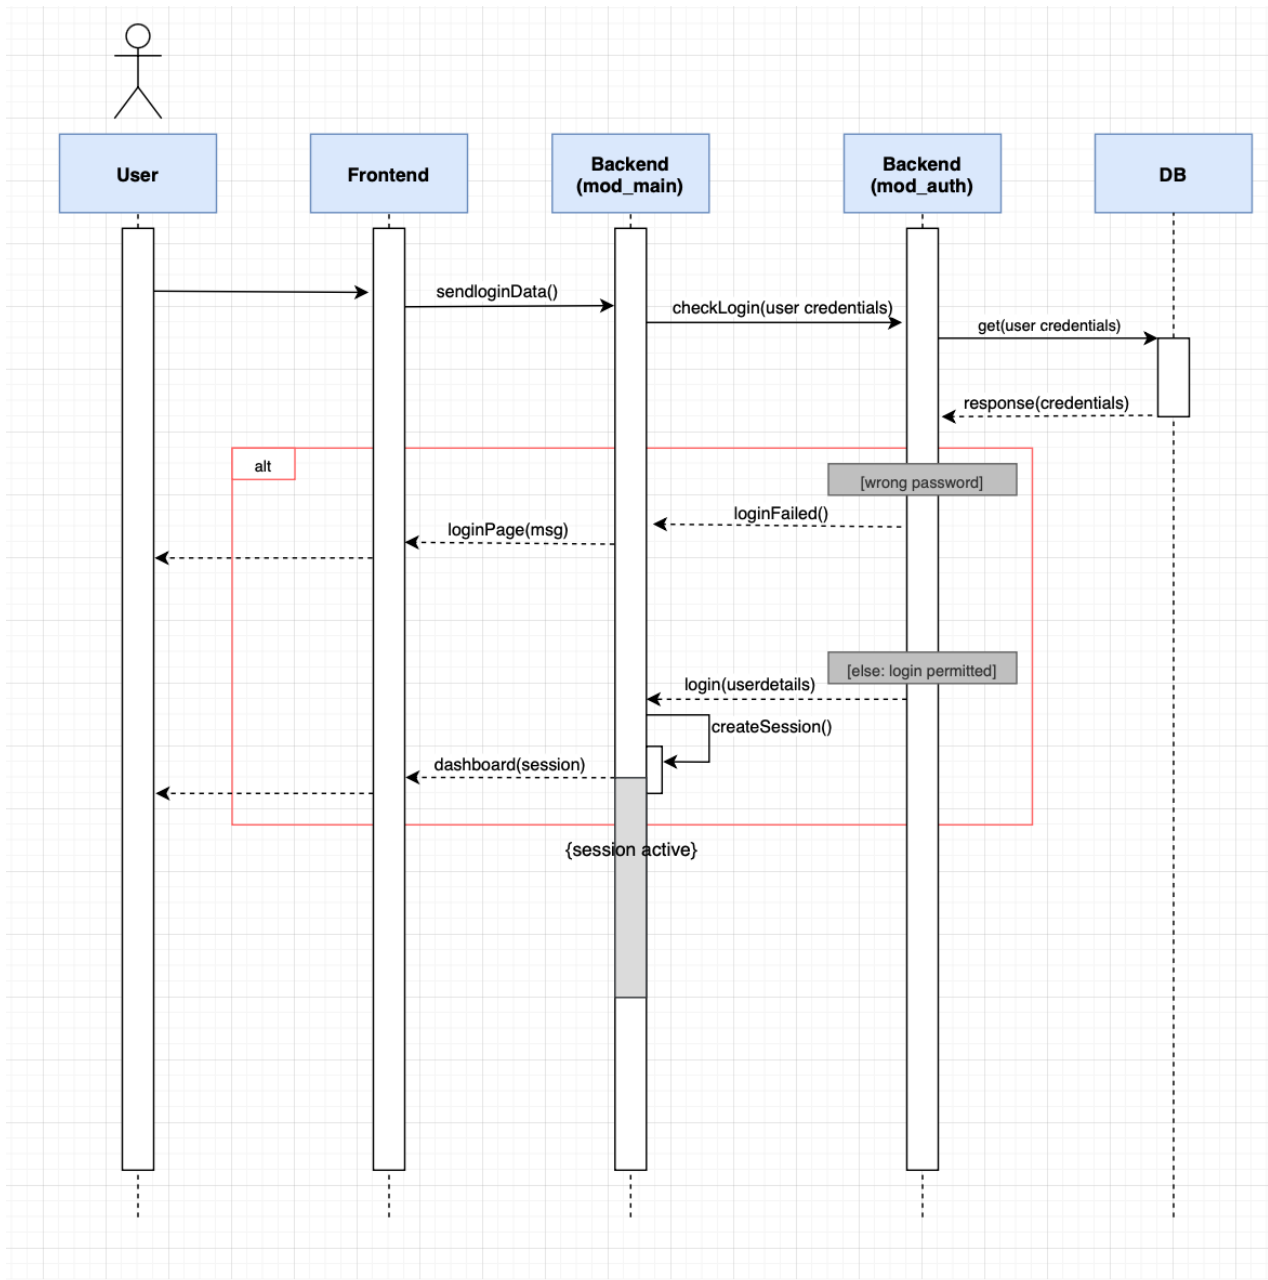 User
Frontend
Backend
(mod_main)
Backend
(mod_auth)
DB
sendloginData()
checkLogin(user credentials)
get(user credentials)
response(credentials)
alt
[wrong password]
loginFailed()
loginPage(msg)
[else: login permitted]
login(userdetails)
createSession()
dashboard(session)
{session active}